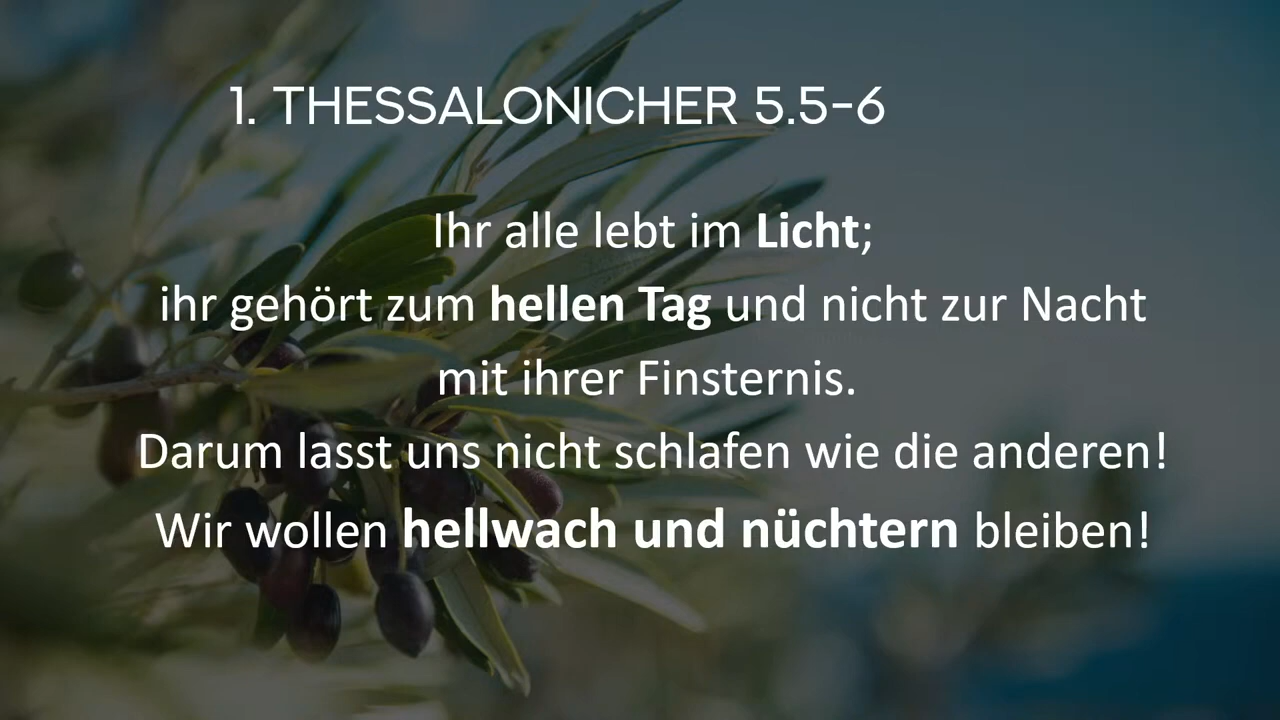 1. THESSALONICHER 5.5-6
Ihr alle lebt im Licht;
ihr gehört zum hellen Tag und nicht zur Nacht
mit ihrer Finsternis.
Darum lasst uns nicht schlafen wie die anderen!
Wir wollen hellwach und nüchtern bleiben!